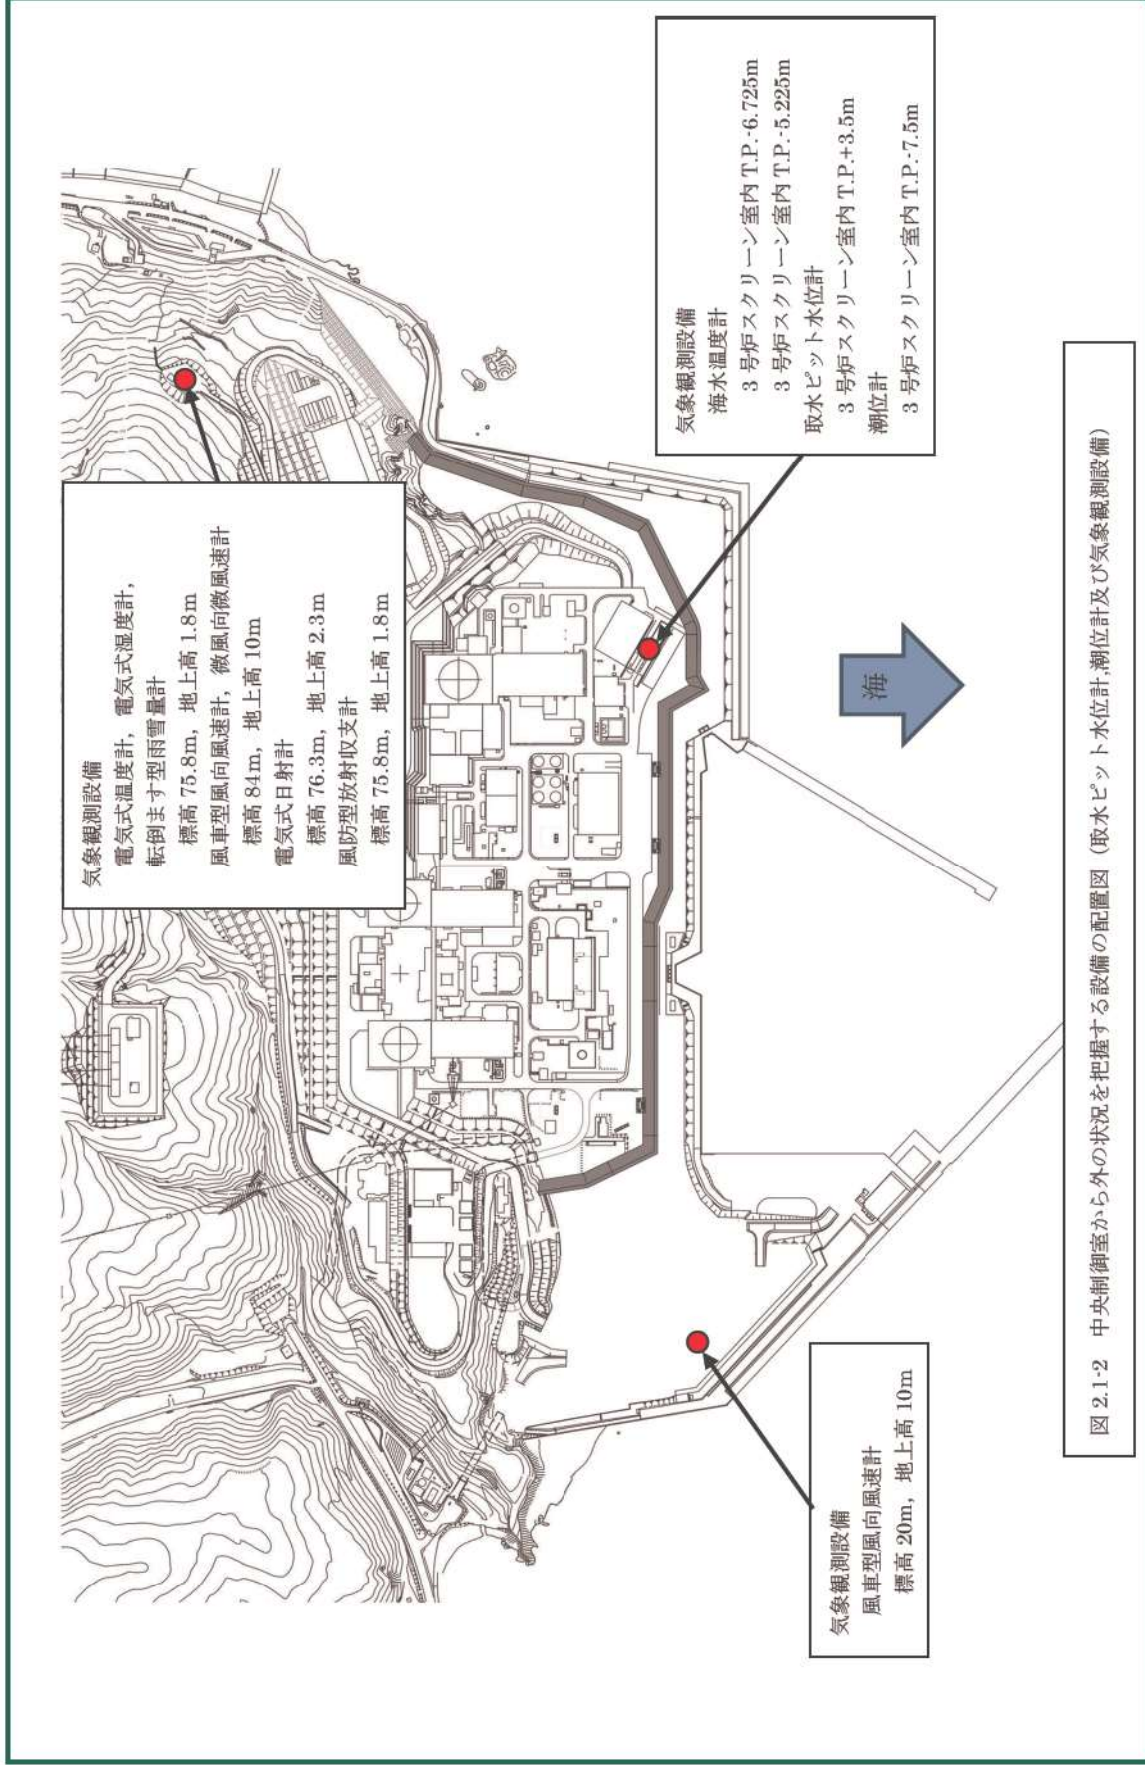 気象観測設備
電気式温度計，電気式湿度計，
転倒ます型雨雪量計
標高 75.8m，地上高 1.8m
風車型風向風速計，微風向微風速計
標高 84m，地上高 10m
電気式日射計
標高 76.3m，地上高 2.3m
風防型放射収支計
標高 75.8m，地上高 1.8m
気象観測設備
海水温度計
3 号炉スクリーン室内 T.P.-6.725m
3 号炉スクリーン室内 T.P.-5.225m
取水ピット水位計
3 号炉スクリーン室内 T.P.+3.5m
潮位計
3 号炉スクリーン室内 T.P.-7.5m
海
気象観測設備
風車型風向風速計
標高 20m，地上高 10m
図 2.1-2　中央制御室から外の状況を把握する設備の配置図（取水ピット水位計,潮位計及び気象観測設備）